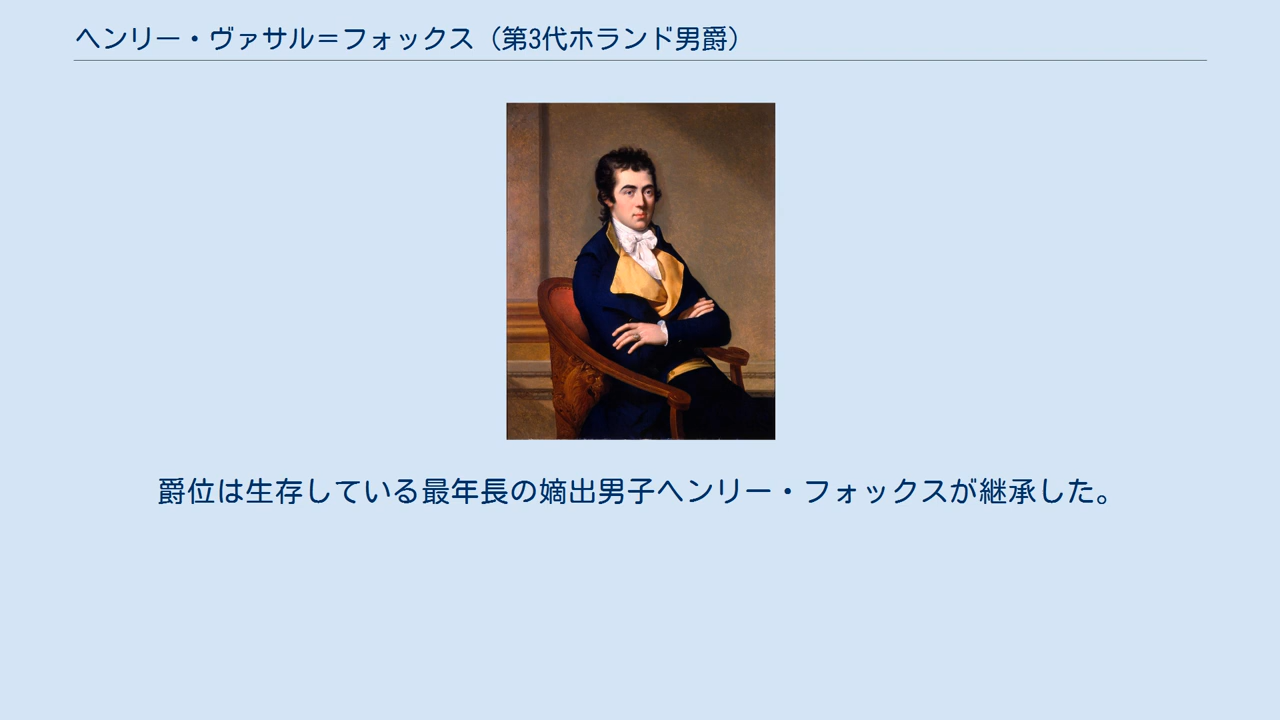 ヘンリー・ヴァサル＝フォックス（第3代ホランド男爵）
爵位は生存している最年長の嫡出男子ヘンリー・フォックスが継承した。